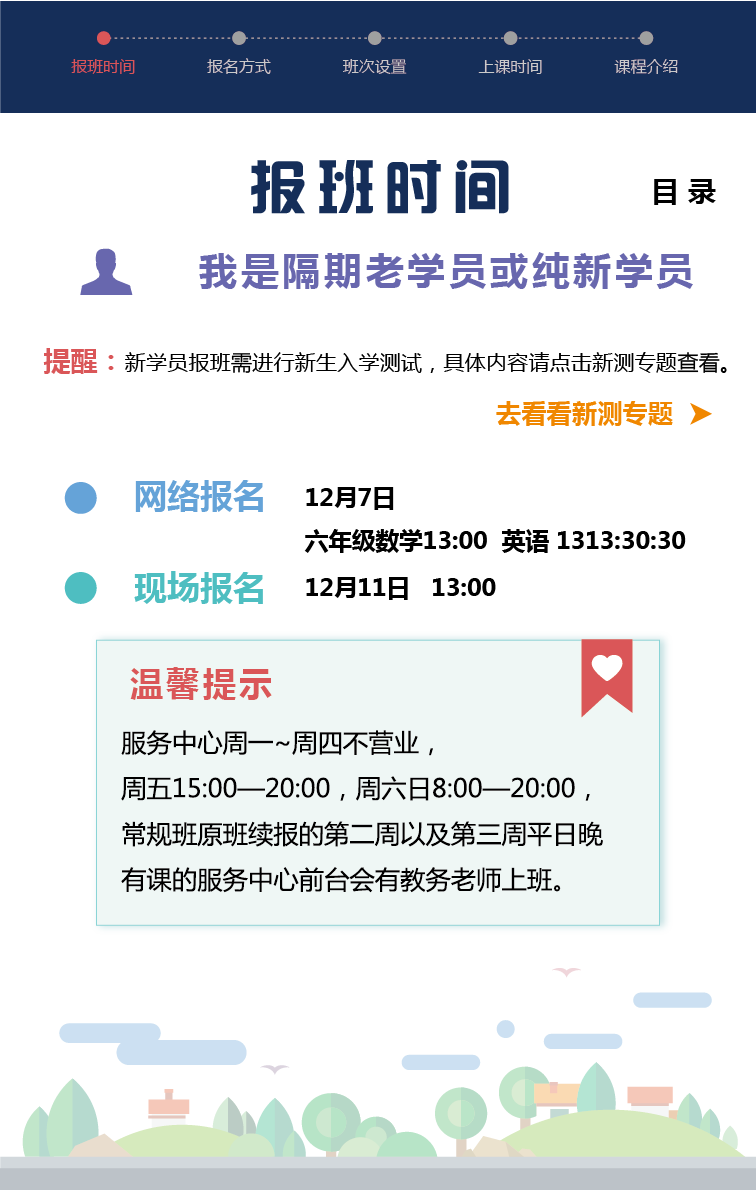 报班时间 报名方式 班次设置 上课时间 课程介绍
报班时间
目录
我是隔期老学员或纯新学员
提醒：新学员报班需进行新生入学测试，具体内容请点击新测专题查看。
去看看新测专题
网络报名 12月7日
六年级数学13:00 英语 1313:30:30
现场报名 12月11日 13:00
温馨提示
服务中心周一~周四不营业，
周五15:00—20:00，周六日8:00—20:00，
常规班原班续报的第二周以及第三周平日晚
有课的服务中心前台会有教务老师上班。